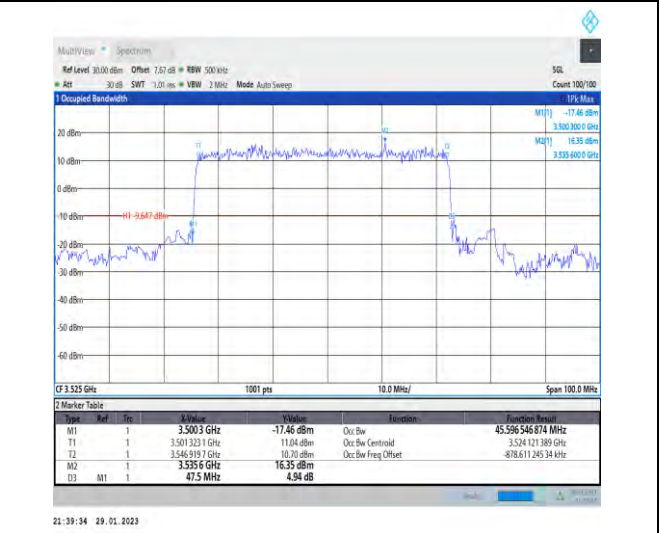 MultiView Spectrum
Ref Level 30.00 dBm Offset 7.67 dB RBW 500 kHz SGL
Att 30 dB SWT 1.01 ms VBW 2 MHz Mode Auto Sweep Count 100/100
1 Occupied Bandwidth 1Pk Max
M1[1] -17.46 dBm
3.500 300 0 GHz
20 dBm M2 M2[1] 16.35 dBm
3.535 600 0 GHz
T1 T2
10 dBm
0 dBm
-10 dBm H1 -9.647 dBm
M1 D3
-20 dBm
-30 dBm
-40 dBm
-50 dBm
-60 dBm
CF 3.525 GHz 1001 pts 10.0 MHz/ Span 100.0 MHz
2 Marker Table
Type Ref Trc X-Value Y-Value Function Function Result
M1 1 3.500 3 GHz -17.46 dBm Occ Bw 45.596 546 874 MHz
T1 1 3.501 323 1 GHz 11.04 dBm Occ Bw Centroid 3.524 121 389 GHz
T2 1 3.546 919 7 GHz 10.70 dBm Occ Bw Freq Offset -878.611 245 34 kHz
M2 1 3.535 6 GHz 16.35 dBm
D3 M1 1 47.5 MHz 4.94 dB
21:39:34 29.01.2023